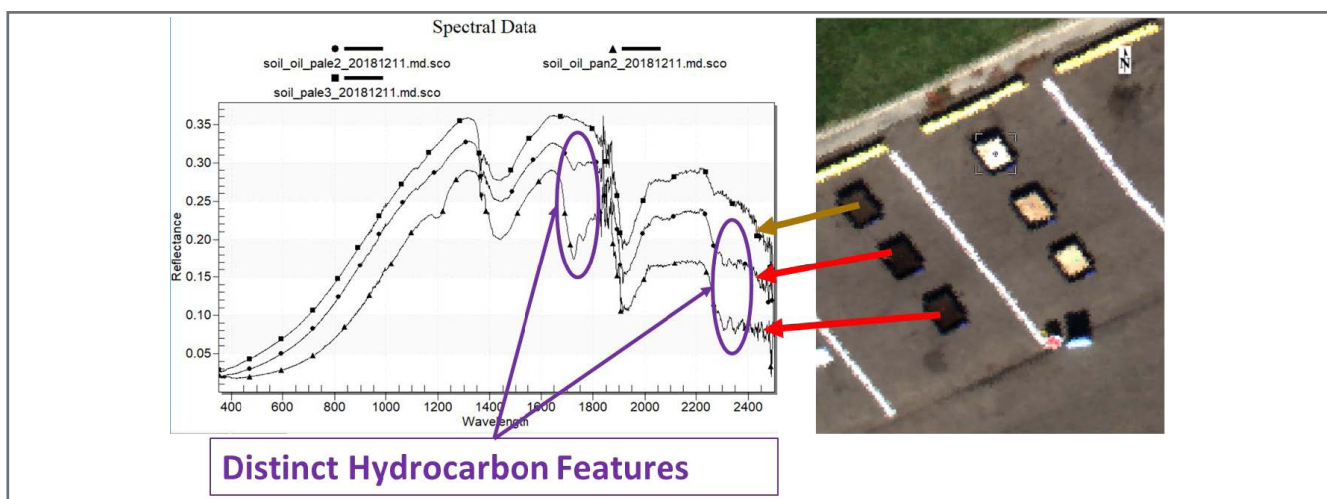 Spectral Data
soil_oil_pale2_20181211.md.sco
soil_oil_pan2_20181211.md.sco
soil_pale3_20181211.md.sco
0.35
0.30
0.25
0.20
0.15
0.10
0.05
Reflectance
400 600 800 1000 1200 1400 1600 1800 2000 2200 2400
Wavelength
N
Distinct Hydrocarbon Features